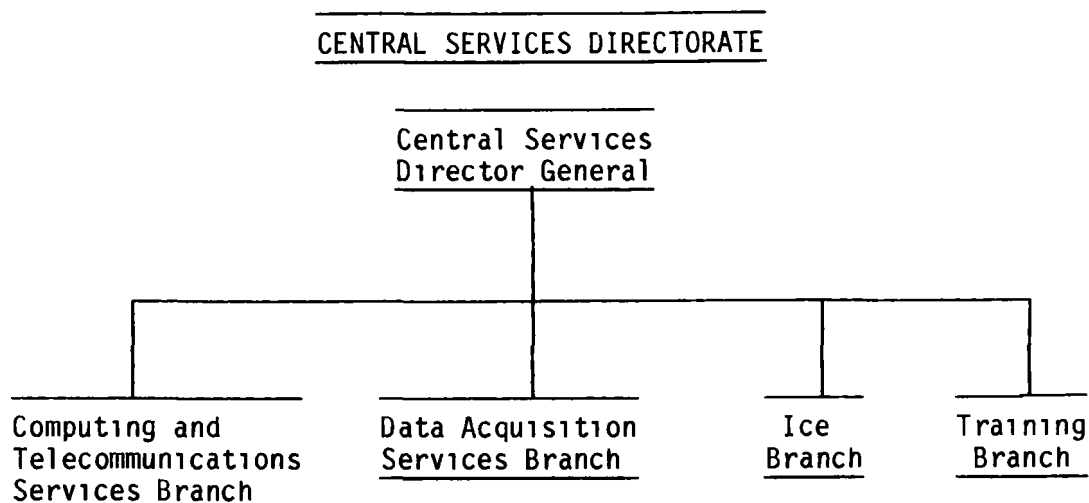 CENTRAL SERVICES DIRECTORATE
Central Services
Director General
Computing and
Telecommunications
Services Branch
Data Acquisition
Services Branch
Ice
Branch
Training
Branch